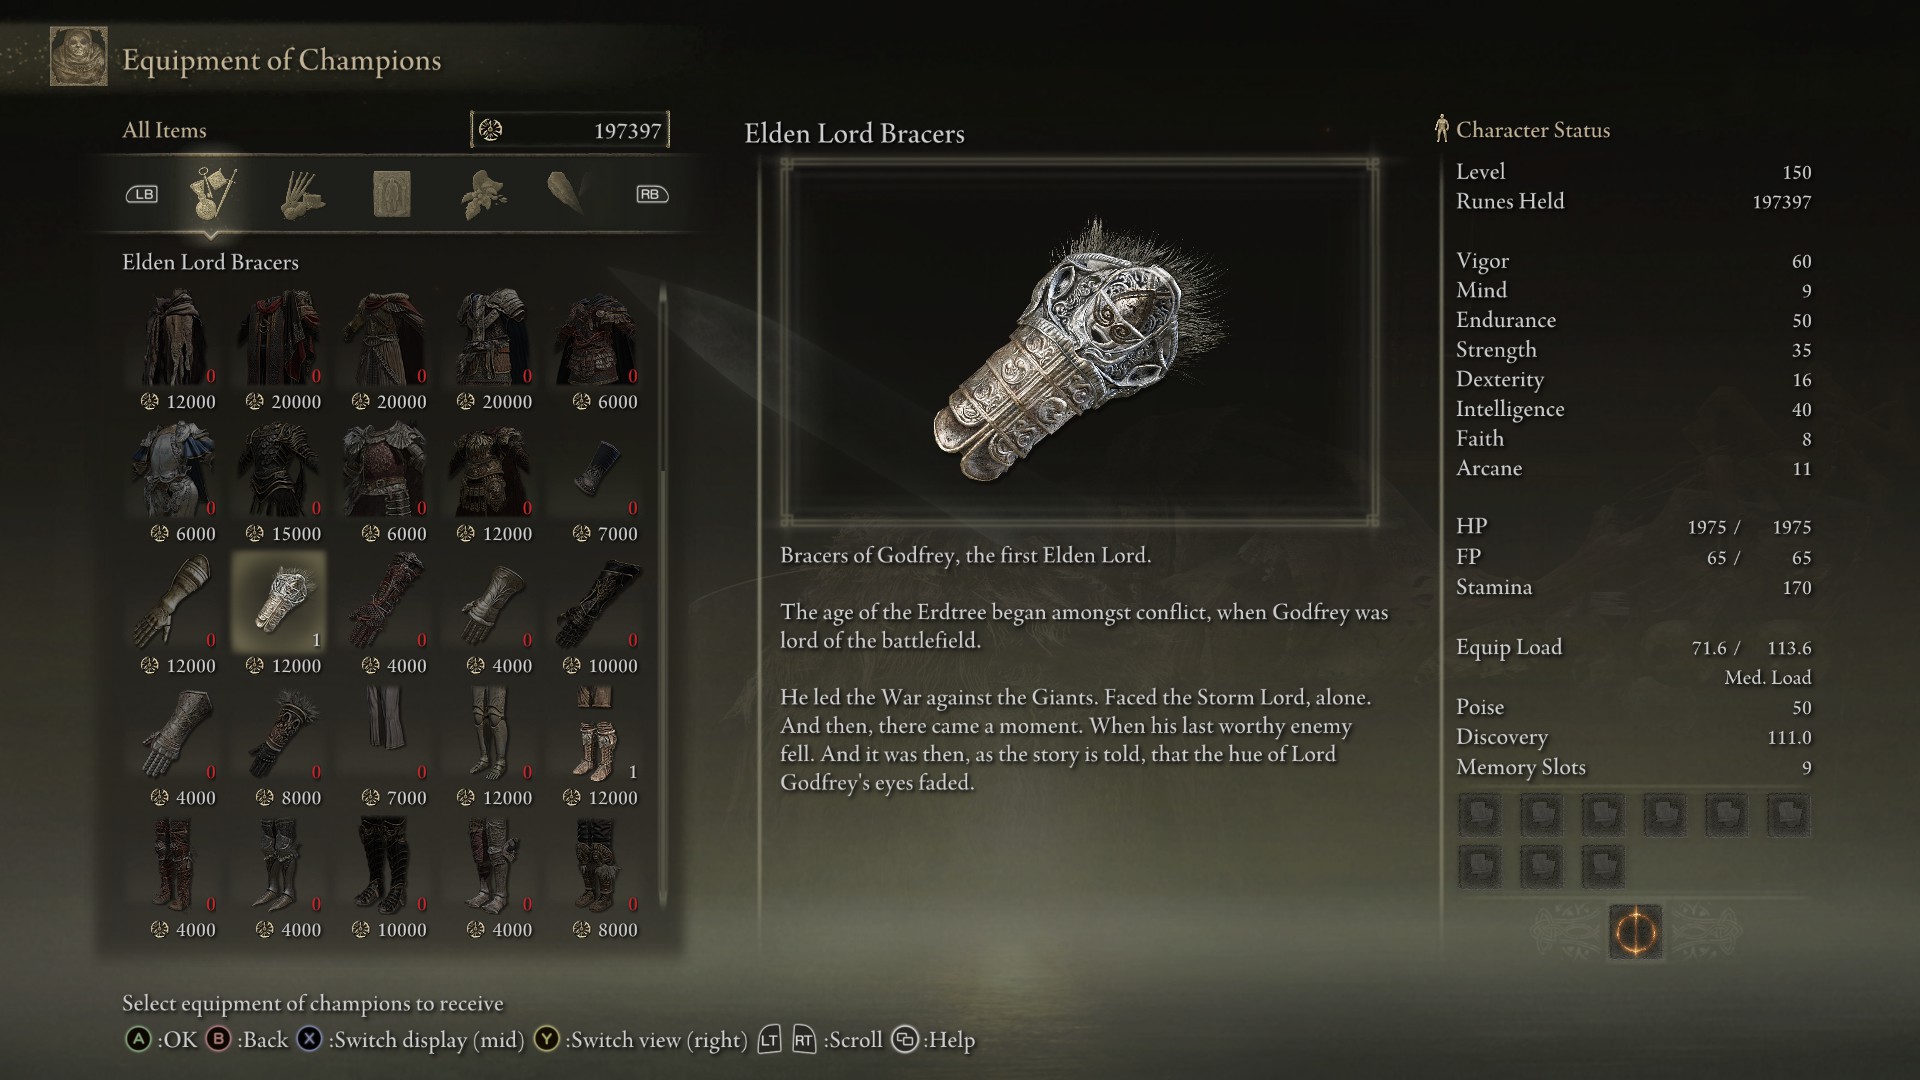 Equipment of Champions
All Items
197397
LB
RB
Elden Lord Bracers
0 0 0 0 0
12000 20000 20000 20000 6000
0 0 0 0 0
6000 15000 6000 12000 7000
0 1 0 0 0
12000 12000 4000 4000 10000
0 0 0 0 1
4000 8000 7000 12000 12000
0 0 0 0 0
4000 4000 10000 4000 8000
Elden Lord Bracers
Bracers of Godfrey, the first Elden Lord.
The age of the Erdtree began amongst conflict, when Godfrey was
lord of the battlefield.
He led the War against the Giants. Faced the Storm Lord, alone.
And then, there came a moment. When his last worthy enemy
fell. And it was then, as the story is told, that the hue of Lord
Godfrey's eyes faded.
Character Status
Level 150
Runes Held 197397
Vigor 60
Mind 9
Endurance 50
Strength 35
Dexterity 16
Intelligence 40
Faith 8
Arcane 11
HP 1975 / 1975
FP 65 / 65
Stamina 170
Equip Load 71.6 / 113.6
Med. Load
Poise 50
Discovery 111.0
Memory Slots 9
Select equipment of champions to receive
A :OK B :Back X :Switch display (mid) Y :Switch view (right) LT RT :Scroll :Help